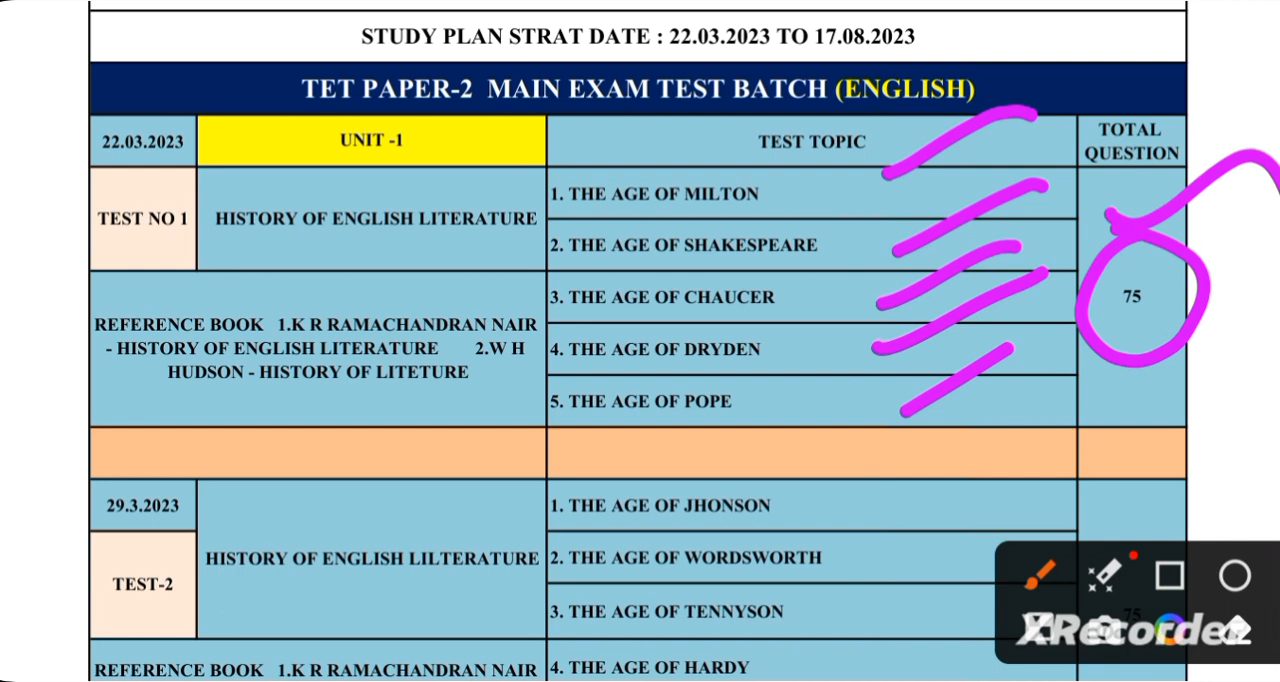 STUDY PLAN STRAT DATE : 22.03.2023 TO 17.08.2023
TET PAPER-2 MAIN EXAM TEST BATCH (ENGLISH)
22.03.2023
UNIT -1
TEST TOPIC
TOTAL
QUESTION
TEST NO 1
HISTORY OF ENGLISH LITERATURE
1. THE AGE OF MILTON
2. THE AGE OF SHAKESPEARE
REFERENCE BOOK 1.K R RAMACHANDRAN NAIR
- HISTORY OF ENGLISH LITERATURE 2.W H
HUDSON - HISTORY OF LITETURE
3. THE AGE OF CHAUCER
4. THE AGE OF DRYDEN
5. THE AGE OF POPE
75
29.3.2023
TEST-2
HISTORY OF ENGLISH LILTERATURE
1. THE AGE OF JHONSON
2. THE AGE OF WORDSWORTH
3. THE AGE OF TENNYSON
75
REFERENCE BOOK 1.K R RAMACHANDRAN NAIR
4. THE AGE OF HARDY
XRecorder